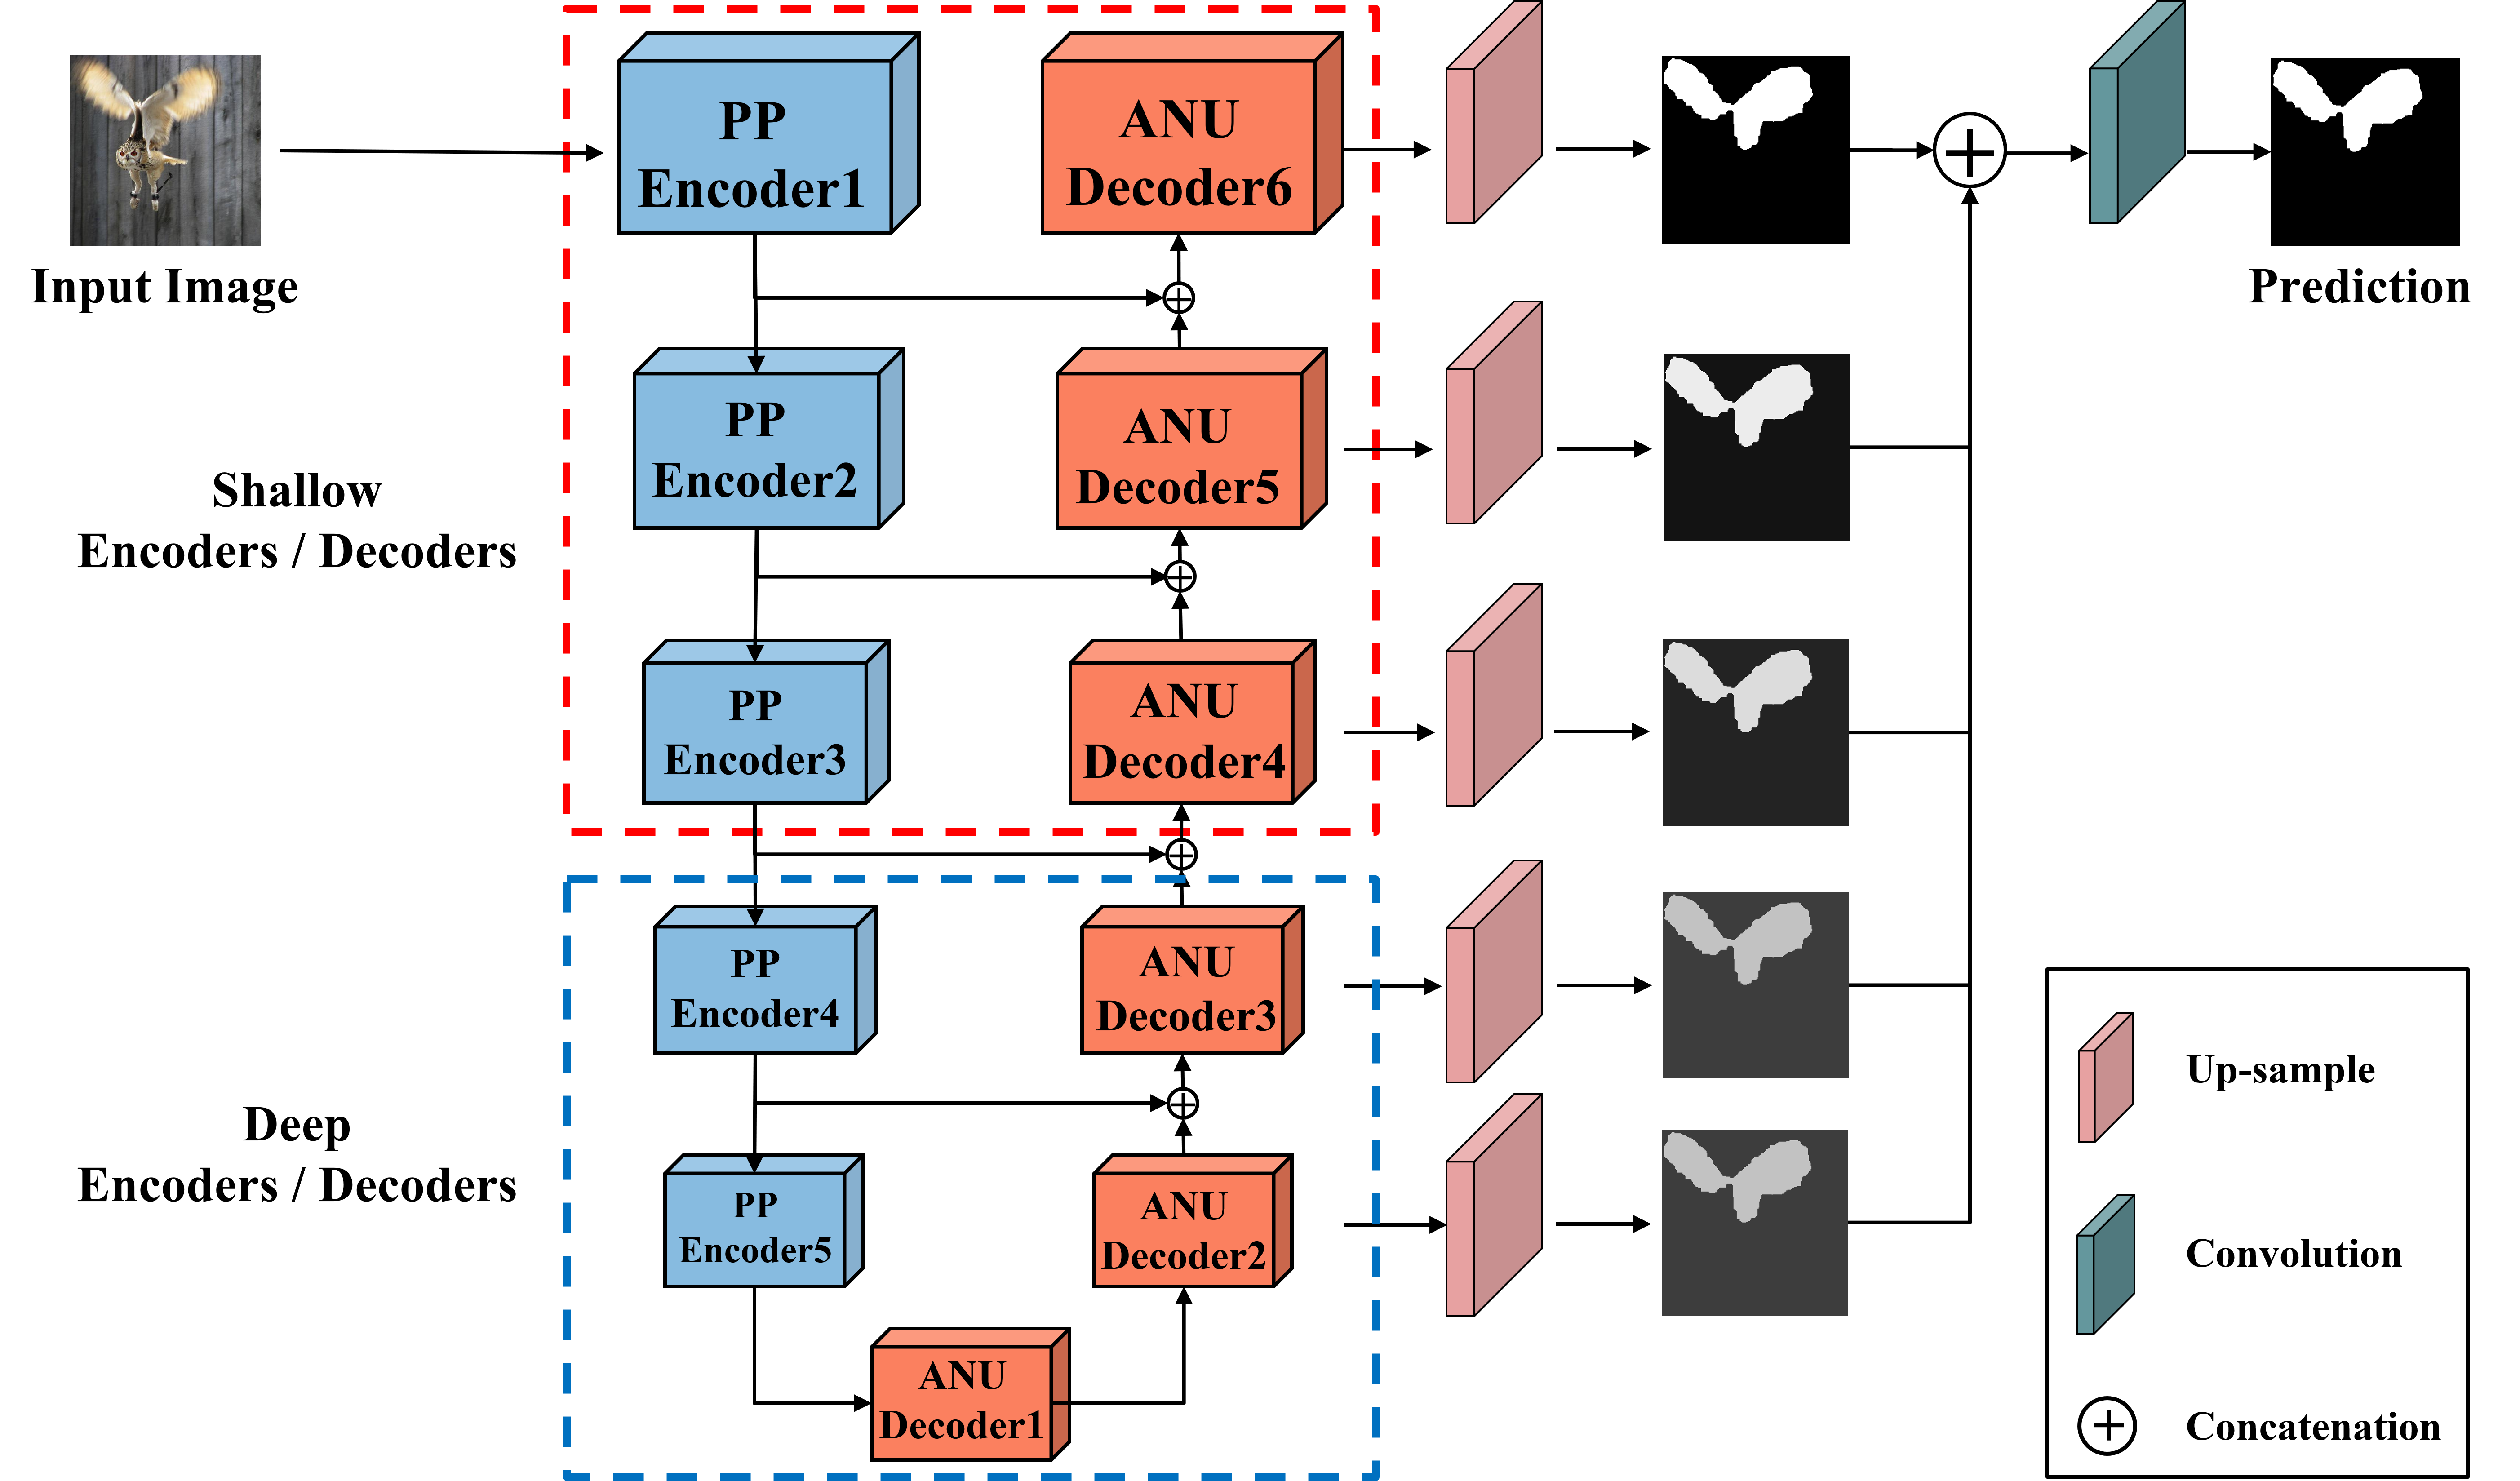 Input Image
PP
Encoder1
ANU
Decoder6
Prediction
Shallow
Encoders / Decoders
PP
Encoder2
ANU
Decoder5
PP
Encoder3
ANU
Decoder4
Deep
Encoders / Decoders
PP
Encoder4
ANU
Decoder3
PP
Encoder5
ANU
Decoder2
ANU
Decoder1
Up-sample
Convolution
Concatenation